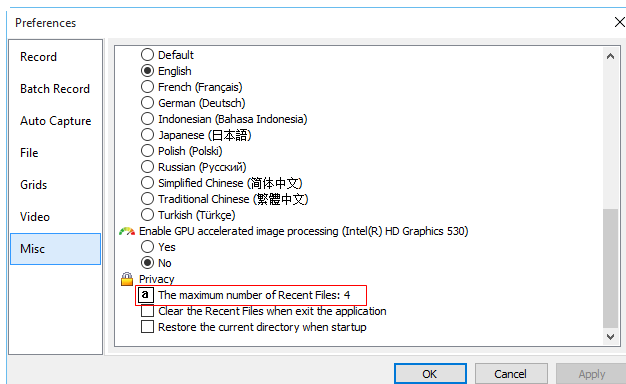 Preferences
Record
Batch Record
Auto Capture
File
Grids
Video
Misc
Default
English
French (Français)
German (Deutsch)
Indonesian (Bahasa Indonesia)
Japanese (日本語)
Polish (Polski)
Russian (Русский)
Simplified Chinese (简体中文)
Traditional Chinese (繁體中文)
Turkish (Türkçe)
Enable GPU accelerated image processing (Intel(R) HD Graphics 530)
Yes
No
Privacy
a The maximum number of Recent Files: 4
Clear the Recent Files when exit the application
Restore the current directory when startup
OK Cancel Apply